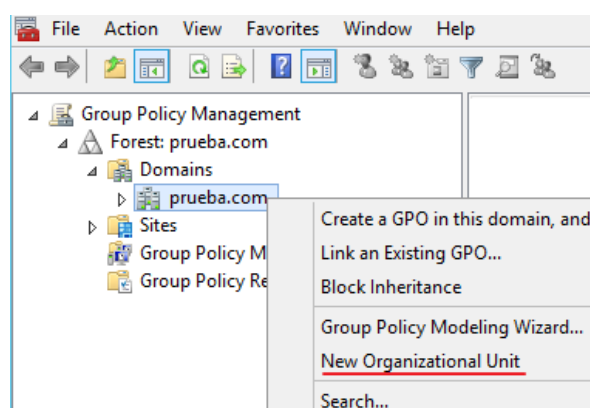 File Action View Favorites Window Help
Group Policy Management
Forest: prueba.com
Domains
prueba.com
Sites
Group Policy M
Group Policy Re
Create a GPO in this domain, and
Link an Existing GPO...
Block Inheritance
Group Policy Modeling Wizard...
New Organizational Unit
Search...